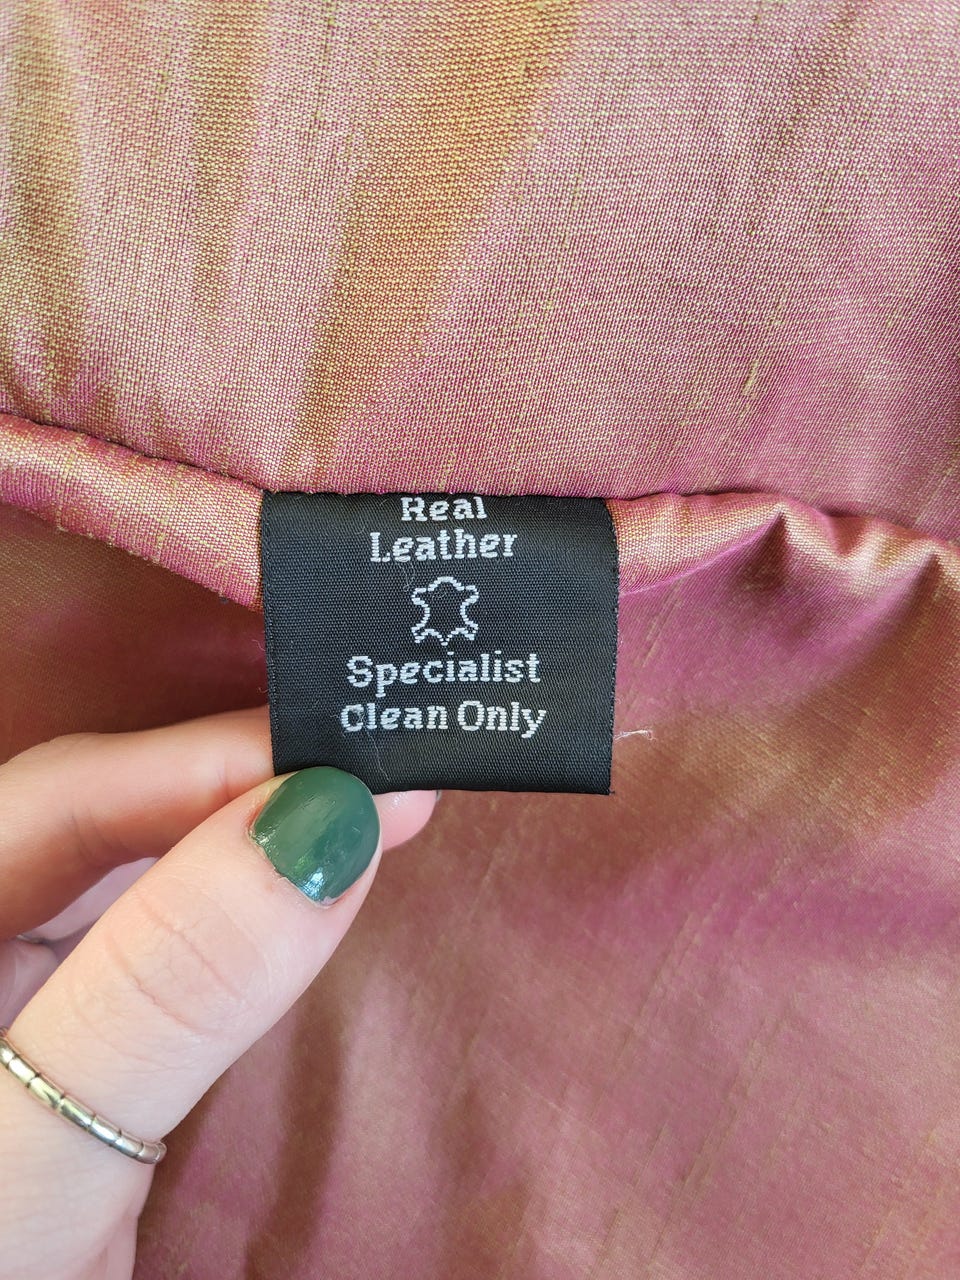 Real
Leather
Specialist
Clean Only